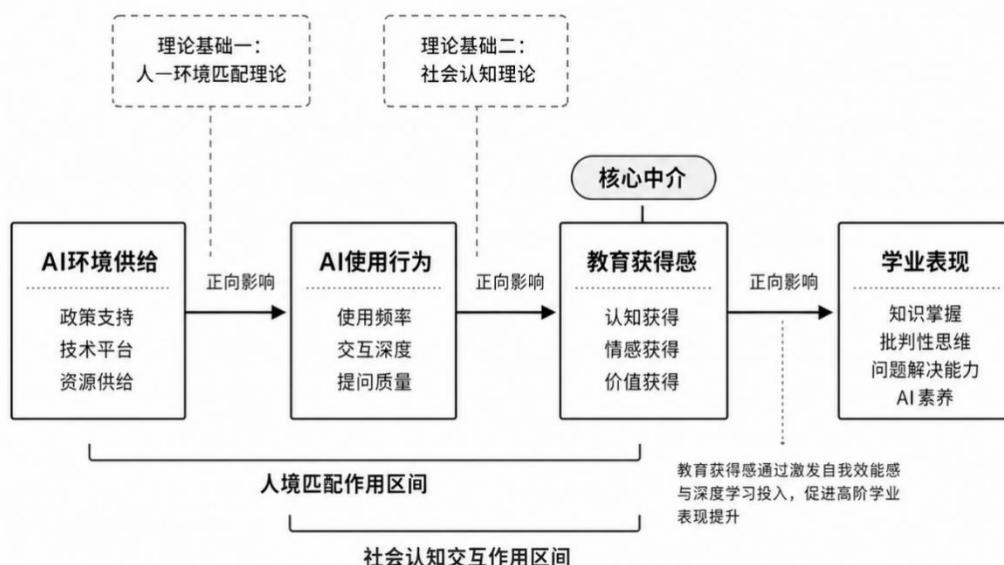 理论基础一：
人一环境匹配理论
理论基础二：
社会认知理论
核心中介
AI环境供给
政策支持
技术平台
资源供给
正向影响
AI使用行为
使用频率
交互深度
提问质量
正向影响
教育获得感
认知获得
情感获得
价值获得
正向影响
学业表现
知识掌握
批判性思维
问题解决能力
AI 素养
人境匹配作用区间
社会认知交互作用区间
教育获得感通过激发自我效能感
与深度学习投入，促进高阶学业
表现提升